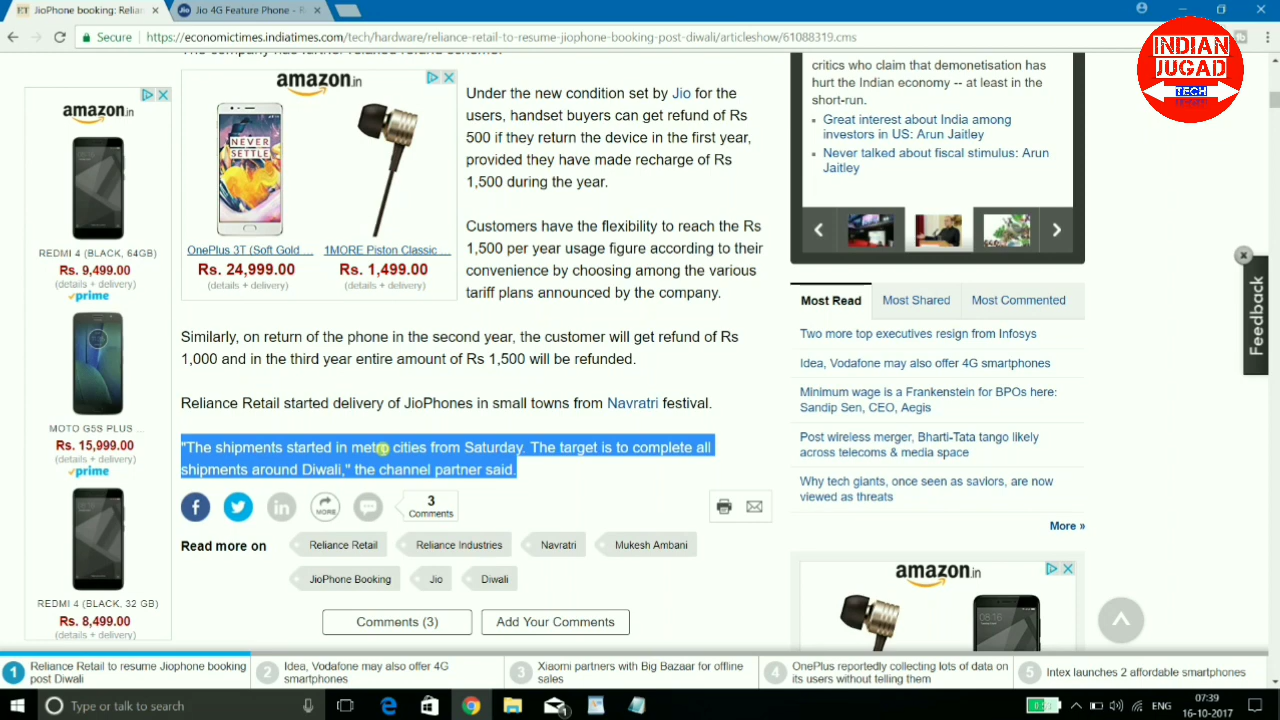 JioPhone booking: Relianc
Jio 4G Feature Phone - R
Secure
https://economictimes.indiatimes.com/tech/hardware/reliance-retail-to-resume-jiophone-booking-post-diwali/articleshow/61088319.cms
INDIAN
JUGAD
TECH
amazon.in
REDMI 4 (BLACK, 64GB)
Rs. 9,499.00
(details + delivery)
prime
MOTO G5S PLUS ...
Rs. 15,999.00
(details + delivery)
prime
REDMI 4 (BLACK, 32 GB)
Rs. 8,499.00
(details + delivery)
amazon.in
NEVER
SETTLE
OnePlus 3T (Soft Gold ...
Rs. 24,999.00
(details + delivery)
1MORE Piston Classic ...
Rs. 1,499.00
(details + delivery)
Under the new condition set by Jio for the
users, handset buyers can get refund of Rs
500 if they return the device in the first year,
provided they have made recharge of Rs
1,500 during the year.
Customers have the flexibility to reach the Rs
1,500 per year usage figure according to their
convenience by choosing among the various
tariff plans announced by the company.
Similarly, on return of the phone in the second year, the customer will get refund of Rs
1,000 and in the third year entire amount of Rs 1,500 will be refunded.
Reliance Retail started delivery of JioPhones in small towns from Navratri festival.
"The shipments started in metro cities from Saturday. The target is to complete all
shipments around Diwali," the channel partner said.
MORE
3
Comments
Read more on
Reliance Retail
Reliance Industries
Navratri
Mukesh Ambani
JioPhone Booking
Jio
Diwali
Comments (3)
Add Your Comments
critics who claim that demonetisation has
hurt the Indian economy -- at least in the
short-run.
Great interest about India among
investors in US: Arun Jaitley
Never talked about fiscal stimulus: Arun
Jaitley
Most Read
Most Shared
Most Commented
Two more top executives resign from Infosys
Idea, Vodafone may also offer 4G smartphones
Minimum wage is a Frankenstein for BPOs here:
Sandip Sen, CEO, Aegis
Post wireless merger, Bharti-Tata tango likely
across telecoms & media space
Why tech giants, once seen as saviors, are now
viewed as threats
More »
amazon.in
Feedback
1
Reliance Retail to resume Jiophone booking
post Diwali
2
Idea, Vodafone may also offer 4G
smartphones
3
Xiaomi partners with Big Bazaar for offline
sales
4
OnePlus reportedly collecting lots of data on
its users without telling them
5
Intex launches 2 affordable smartphones
Type or talk to search
ENG
07:39
16-10-2017